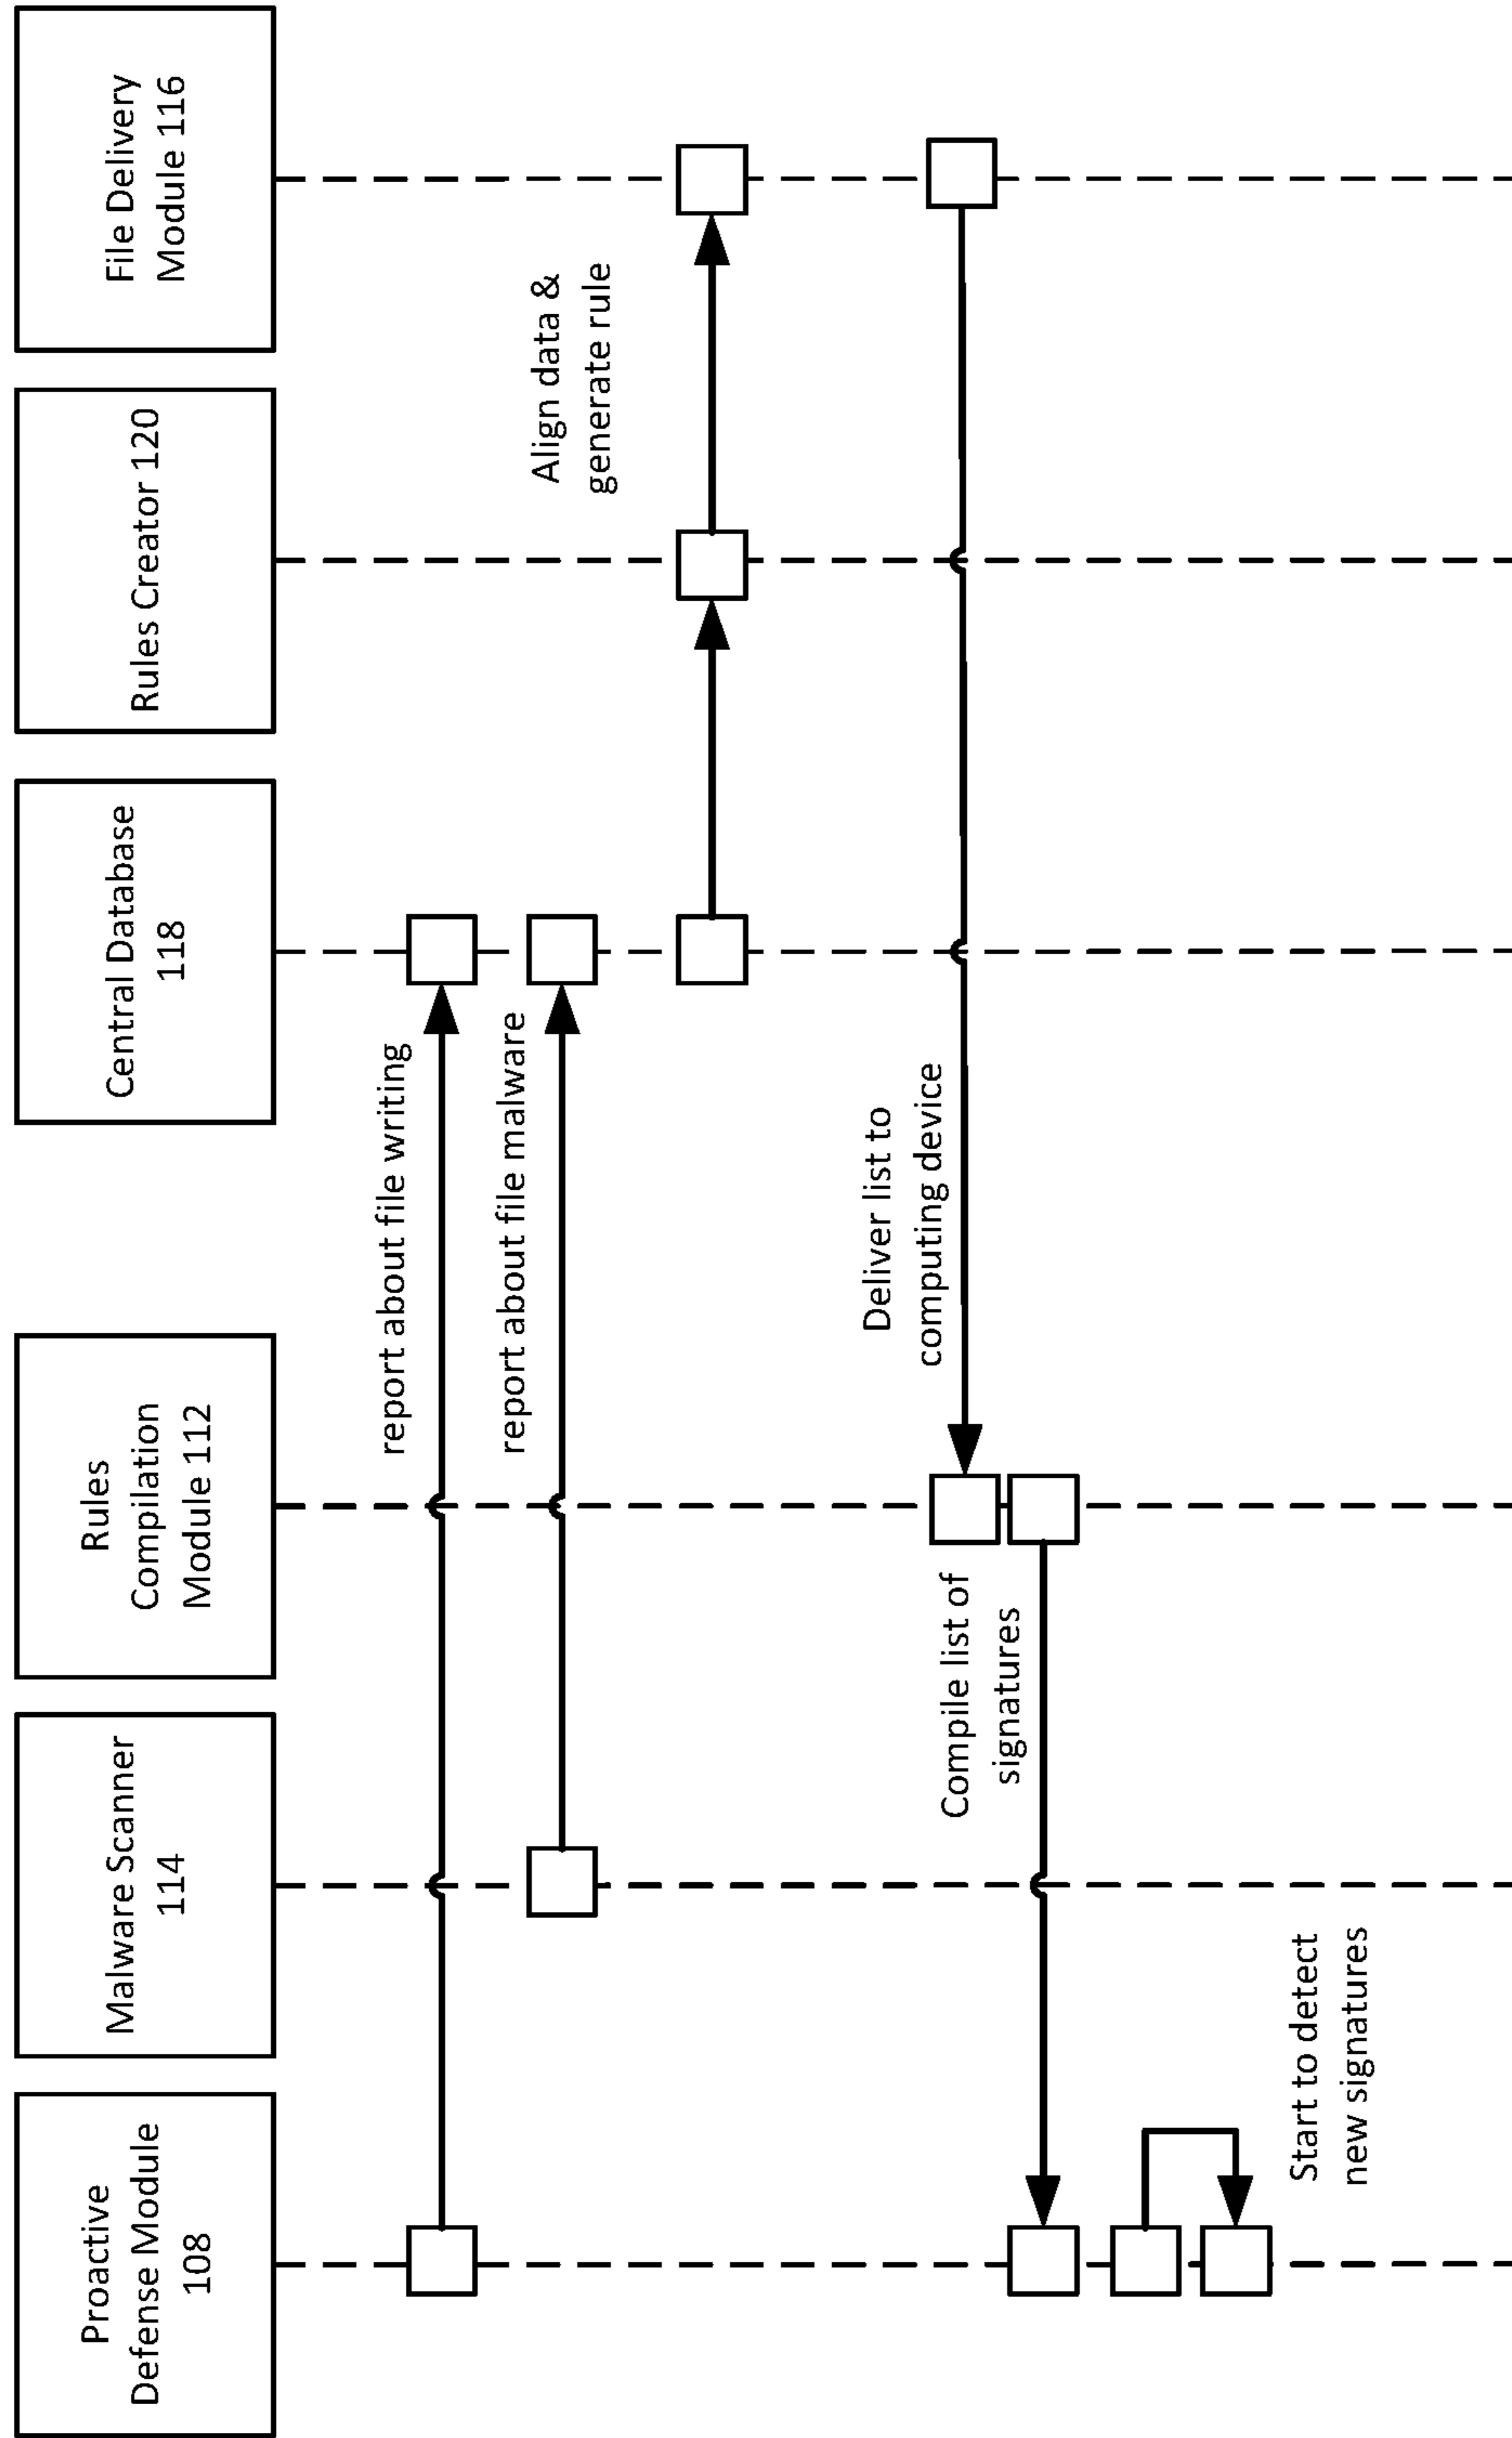 Proactive
Defense Module
108
Malware Scanner
114
Rules
Compilation
Module 112
Central Database
118
Rules Creator 120
File Delivery
Module 116
report about file writing
report about file malware
Align data &
generate rule
Deliver list to
computing device
Compile list of
signatures
Start to detect
new signatures